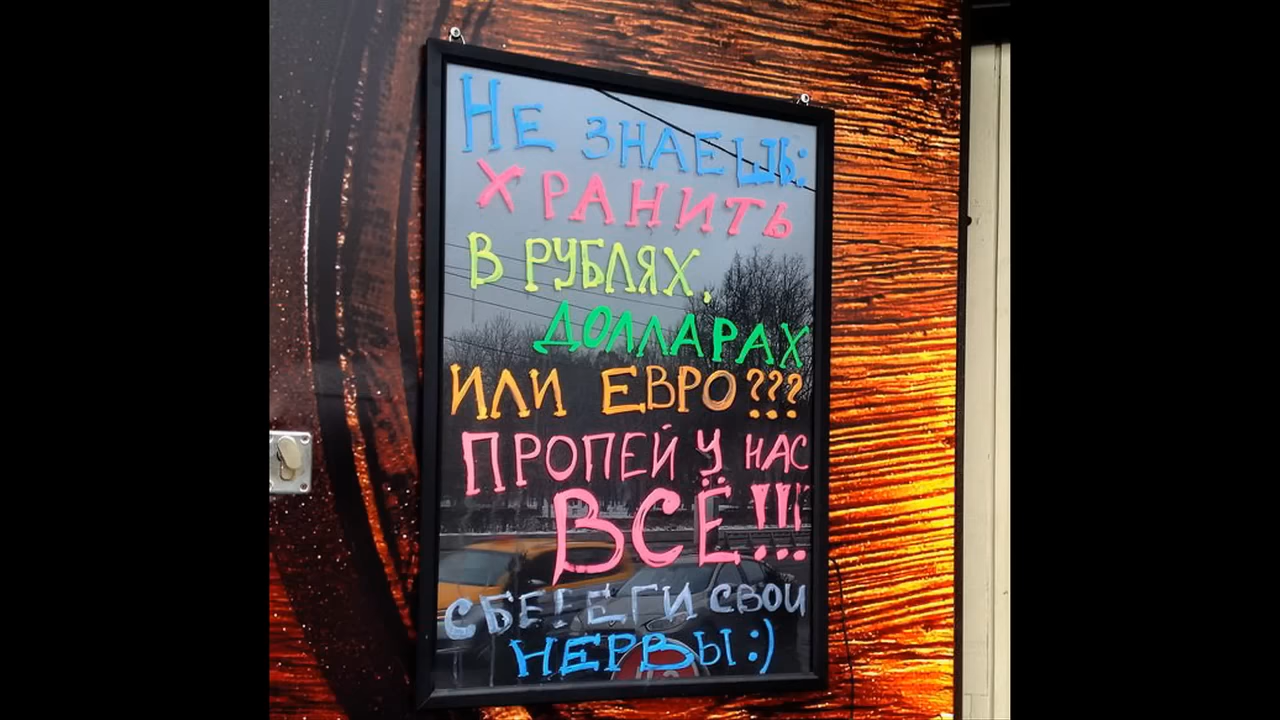 НЕ ЗНАЕШЬ:
ХРАНИТЬ
В РУБЛЯХ,
ДОЛЛАРАХ
ИЛИ ЕВРО???
ПРОПЕЙ У НАС
ВСЁ!!!
СБЕРЕГИ СВОИ
НЕРВЫ:)